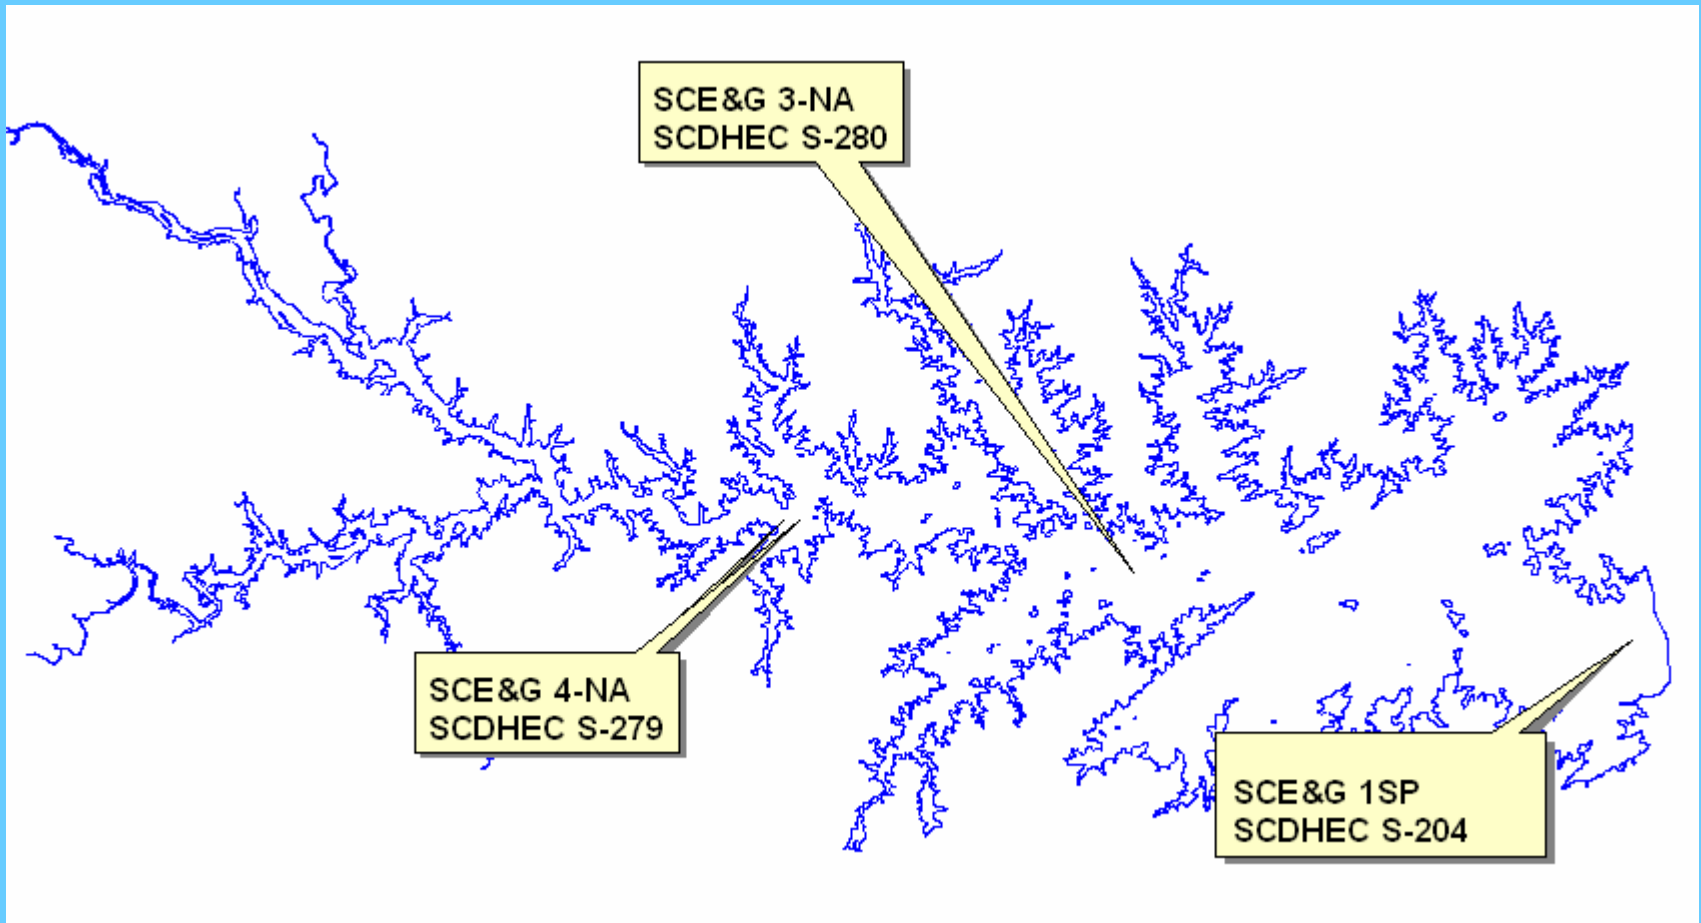 SCE&G 3-NA
SCDHEC S-280
SCE&G 4-NA
SCDHEC S-279
SCE&G 1SP
SCDHEC S-204